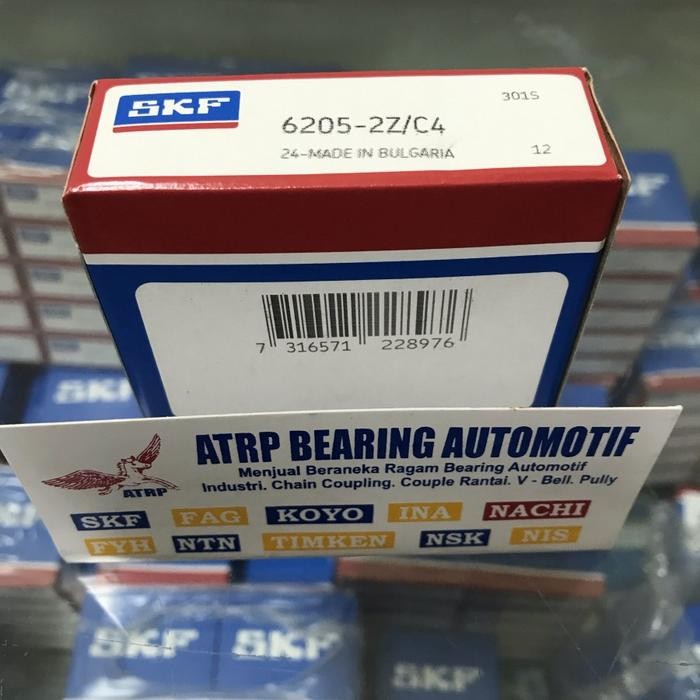 SKF
301S
6205-2Z/C4
24-MADE IN BULGARIA
12
7 316571 228976
ATRP BEARING AUTOMOTIF
Menjual Beraneka Ragam Bearing Automotif
Industri. Chain Coupling. Couple Rantai. V - Bell. Pully
ATRP
SKF FAG KOYO INA NACHI
FYH NTN TIMKEN NSK NIS
SKF
SKF
SKF SKF
SKF